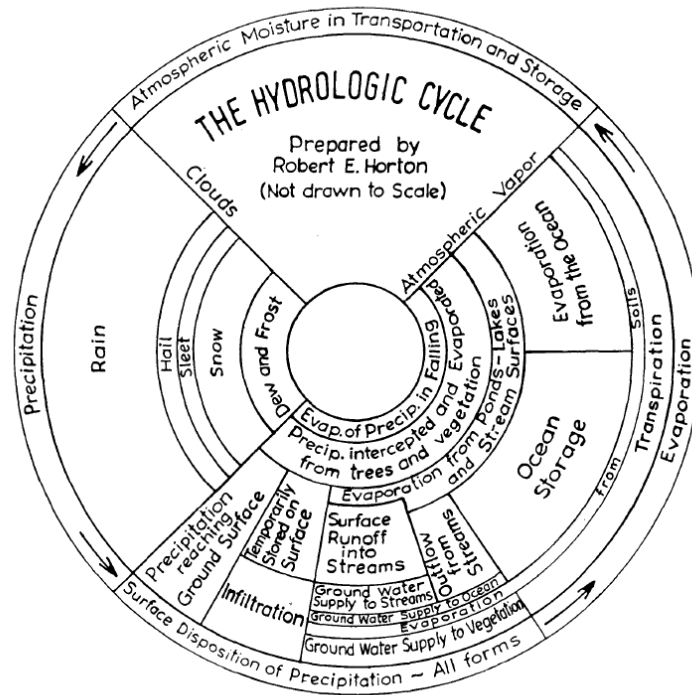 Atmospheric Moisture in Transportation and Storage
THE HYDROLOGIC CYCLE
Prepared by
Robert E. Horton
(Not drawn to Scale)
Clouds
Atmospheric Vapor
Precipitation
Rain
Hail
Sleet
Snow
Dew and Frost
Evap. of Precip. in Falling
Precip. intercepted and Evaporated
from trees and vegetation
Evaporation from Ponds-Lakes
and Stream Surfaces
Evaporation
from the Ocean
Ocean
Storage
Evaporation from Soils
Transpiration
Evaporation
Precipitation
reaching
Ground Surface
Temporarily
Stored on
Surface
Infiltration
Surface
Runoff
into
Streams
Outflow
from
Streams
Ground Water
Supply to Streams
Ground Water Supply to Ocean
Ground Water Supply to Vegetation
Surface Disposition of Precipitation ~ All forms